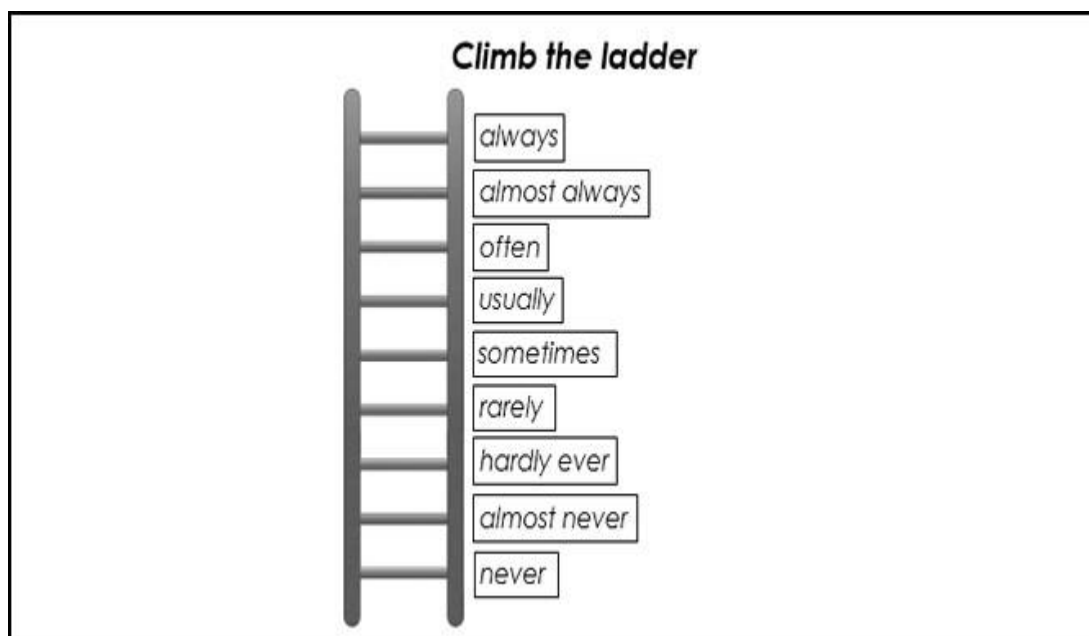 Climb the ladder
always
almost always
often
usually
sometimes
rarely
hardly ever
almost never
never